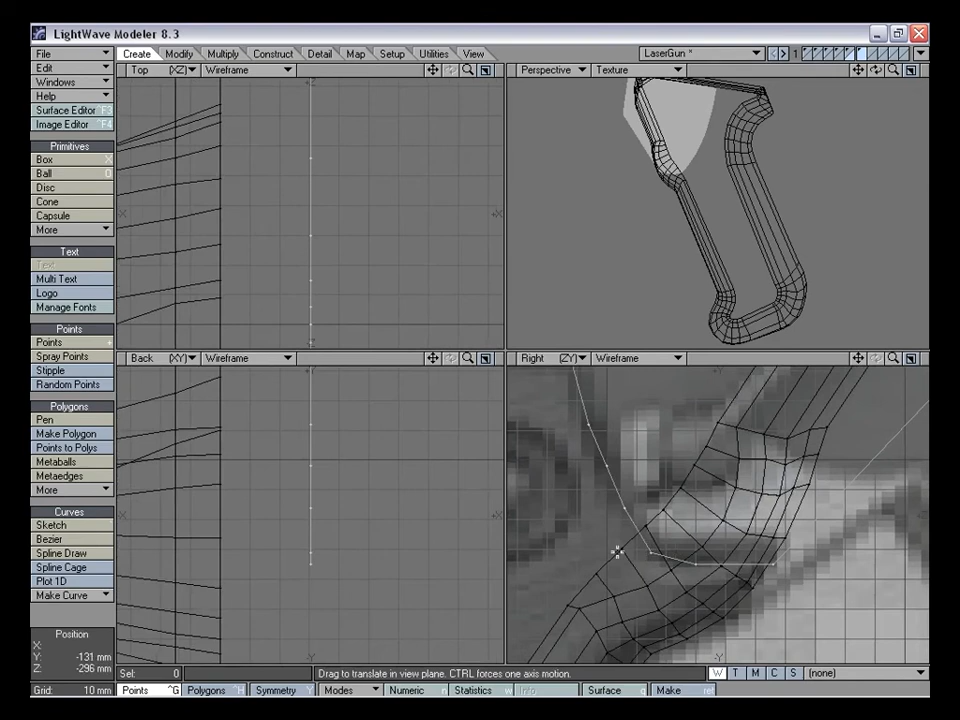 LightWave Modeler 8.3
File Create Modify Multiply Construct Detail Map Setup Utilities View LaserGun * 1
Edit Top (XZ) Wireframe Perspective Texture
Windows
Help
Surface Editor F3
Image Editor ^F4
Primitives
Box X
Ball O
Disc
Cone
Capsule
More
Text
Text
Multi Text
Logo
Manage Fonts
Points
Points +
Spray Points Back (XY) Wireframe Right (ZY) Wireframe
Stipple
Random Points
Polygons
Pen
Make Polygon
Points to Polys
Metaballs
Metaedges
More
Curves
Sketch
Bezier
Spline Draw
Spline Cage
Plot 1D
Make Curve
Position
X:
Y: -131 mm
Z: -296 mm
Sel: 0 Drag to translate in view plane. CTRL forces one axis motion. W T M C S (none)
Grid: 10 mm Points ^G Polygons ^H Symmetry Y Modes Numeric n Statistics w Info i Surface q Make ret